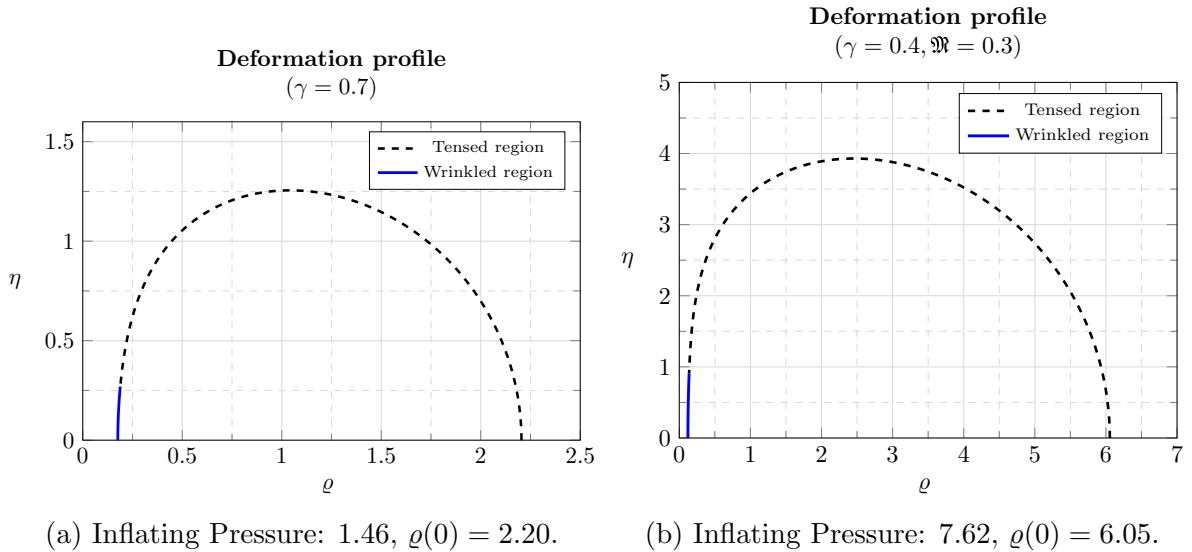 Deformation profile
(γ = 0.7)
1.5
1
0.5
0
η
Tensed region
Wrinkled region
0 0.5 1 1.5 2 2.5
ϱ
(a) Inflating Pressure: 1.46, ϱ(0) = 2.20.
Deformation profile
(γ = 0.4, 𝔐 = 0.3)
5
4
3
2
1
0
η
Tensed region
Wrinkled region
0 1 2 3 4 5 6 7
ϱ
(b) Inflating Pressure: 7.62, ϱ(0) = 6.05.